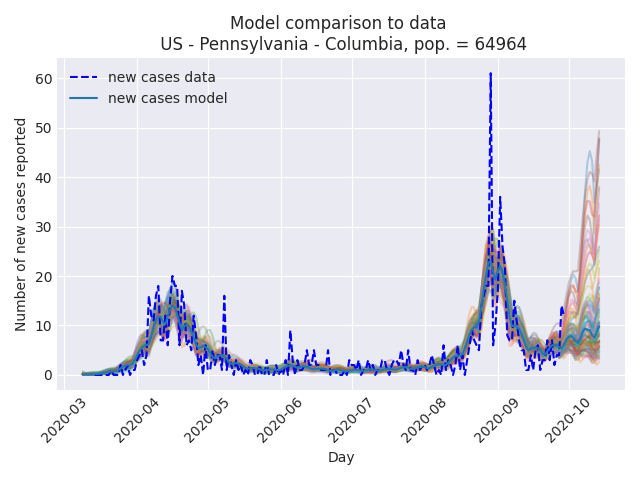 Model comparison to data
US - Pennsylvania - Columbia, pop. = 64964
new cases data
new cases model
Number of new cases reported
60
50
40
30
20
10
0
2020-03
2020-04
2020-05
2020-06
2020-07
2020-08
2020-09
2020-10
Day